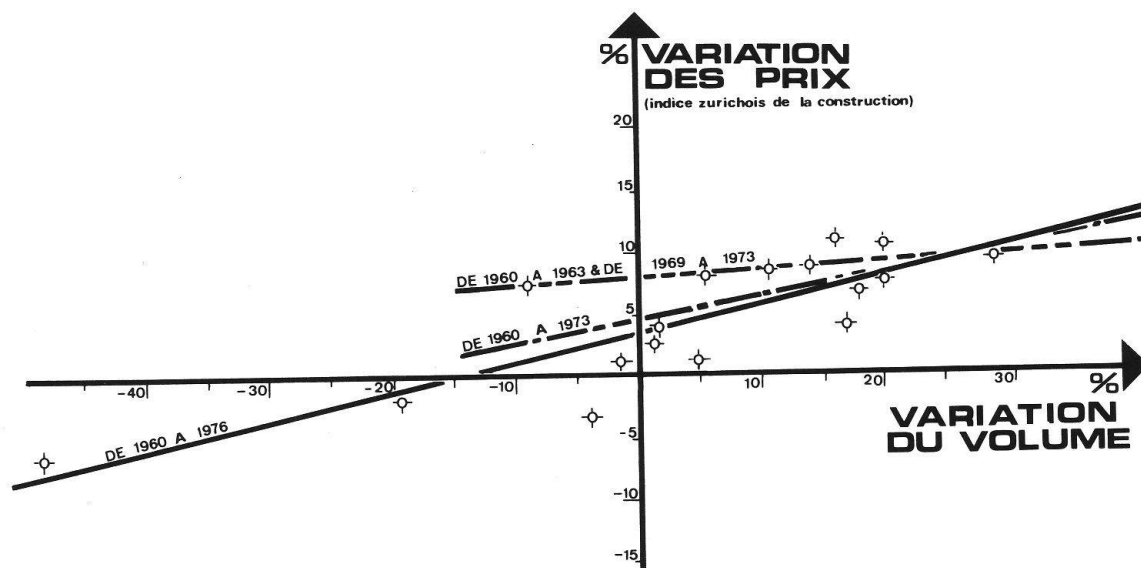 % VARIATION
DES PRIX
(indice zurichois de la construction)
20
15
10
5
DE 1960 A 1963 & DE 1969 A 1973
DE 1960 A 1973
DE 1960 A 1976
-40
-30
-20
-10
10
20
30
%
VARIATION
DU VOLUME
-5
-10
-15